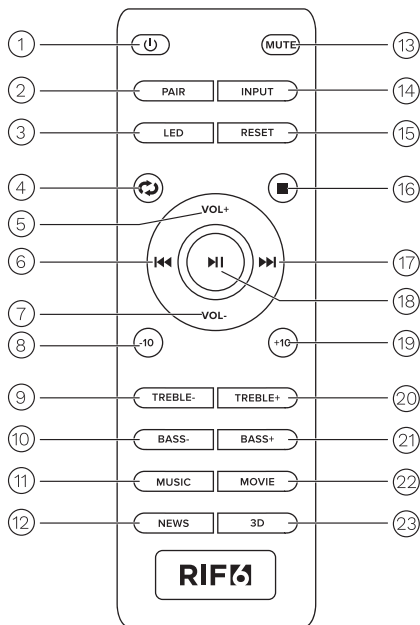 1 MUTE 13
2 PAIR INPUT 14
3 LED RESET 15
4 16
5 VOL+
6 17
18
7 VOL-
8 -10 +10 19
9 TREBLE- TREBLE+ 20
10 BASS- BASS+ 21
11 MUSIC MOVIE 22
12 NEWS 3D 23
RIF6